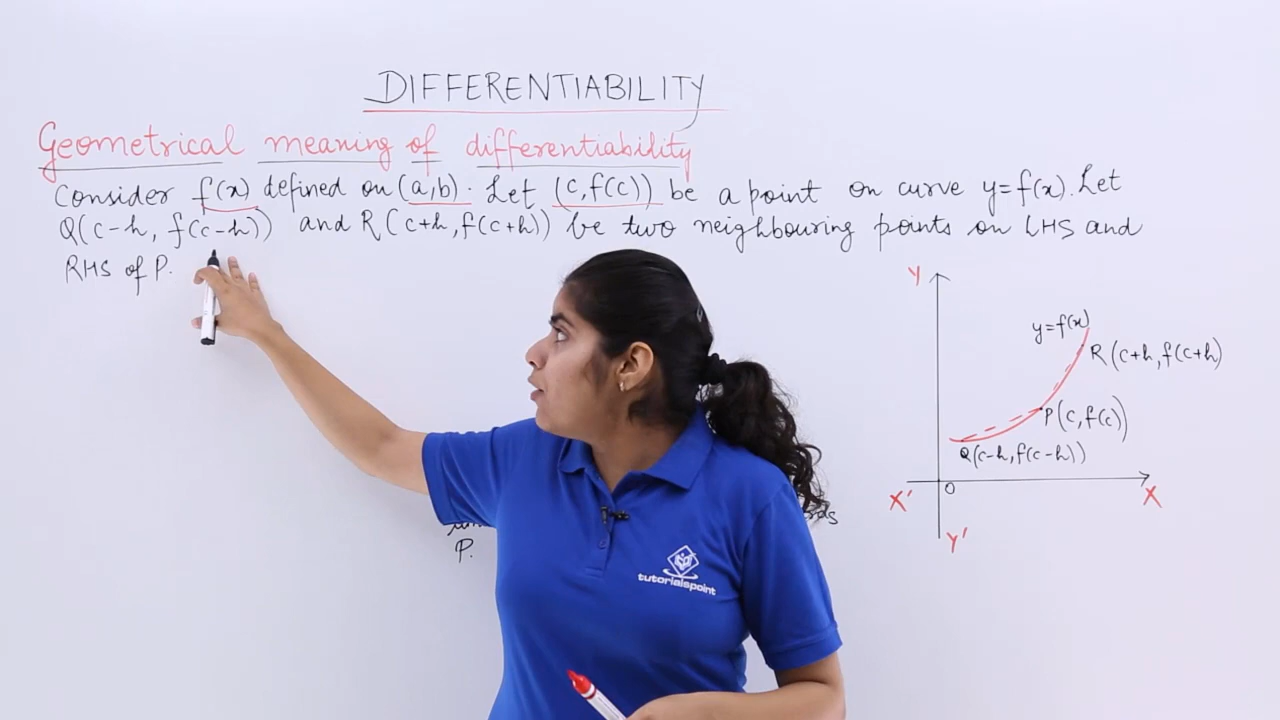 DIFFERENTIABILITY
Geometrical meaning of differentiability
Consider f(x) defined on (a,b). Let (c,f(c)) be a point on curve y=f(x). Let
Q(c-h, f(c-h)) and R(c+h,f(c+h)) be two neighbouring points on LHS and
RHS of P.
Y
y=f(x)
R(c+h, f(c+h)
P(c,f(c))
Q(c-h,f(c-h))
X' O X
Y'
P.
tutorialspoint